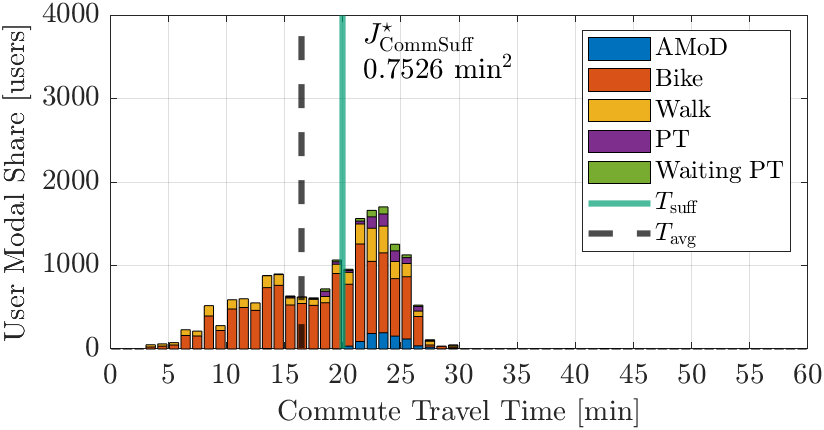 4000
3000
2000
1000
0
User Modal Share [users]
J⋆CommSuff
0.7526 min²
AMoD
Bike
Walk
PT
Waiting PT
Tsuff
Tavg
0 5 10 15 20 25 30 35 40 45 50 55 60
Commute Travel Time [min]